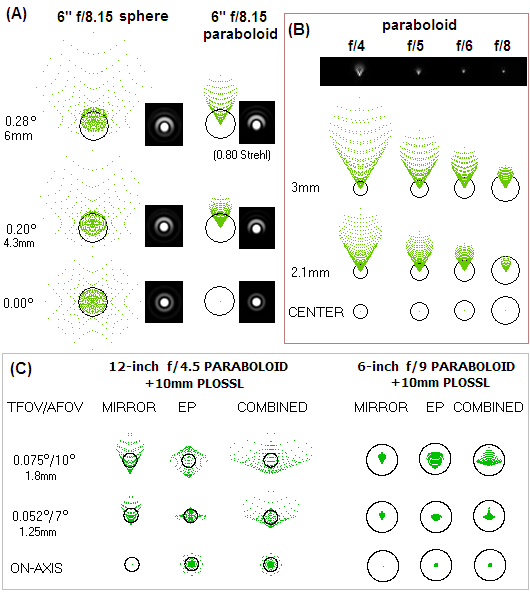 (A) 6" f/8.15 sphere
6" f/8.15
paraboloid
0.28°
6mm
(0.80 Strehl)
0.20°
4.3mm
0.00°
(B) paraboloid
f/4 f/5 f/6 f/8
3mm
2.1mm
CENTER
(C) 12-inch f/4.5 PARABOLOID
+10mm PLOSSL
6-inch f/9 PARABOLOID
+10mm PLOSSL
TFOV/AFOV MIRROR EP COMBINED MIRROR EP COMBINED
0.075°/10°
1.8mm
0.052°/7°
1.25mm
ON-AXIS